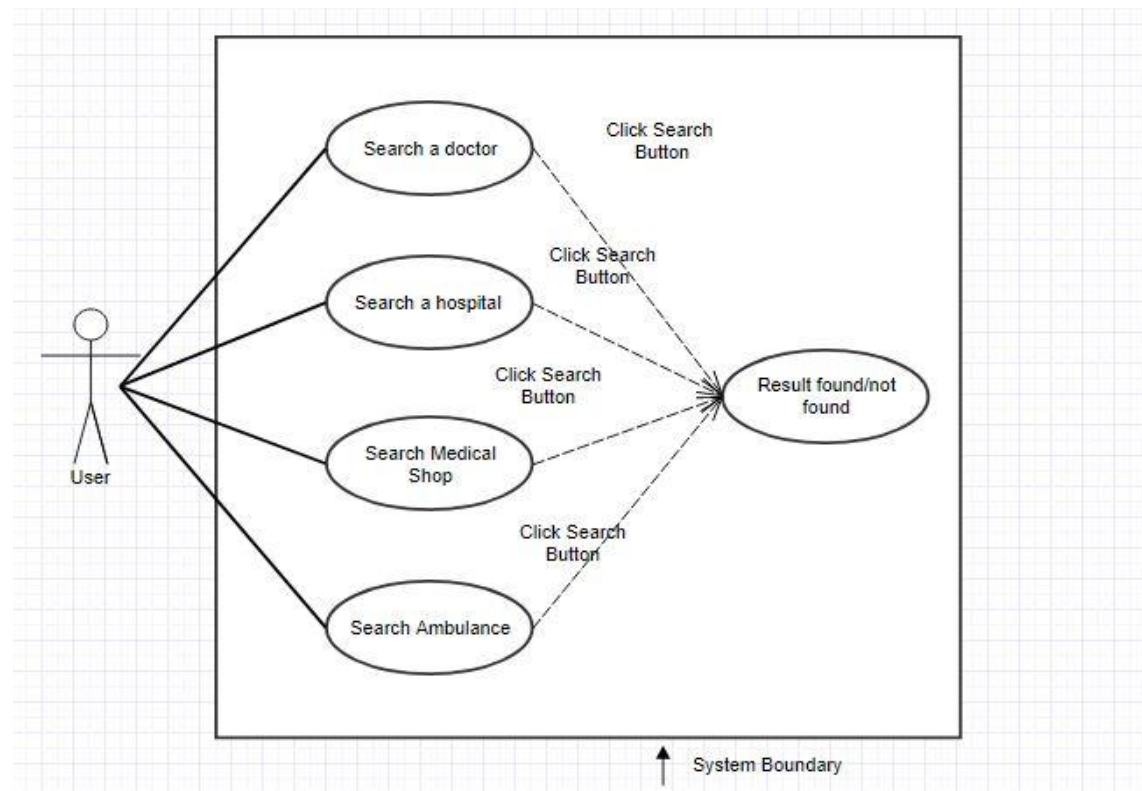 Search a doctor
Click Search
Button
Click Search
Button
Search a hospital
Click Search
Button
Result found/not
found
Search Medical
Shop
User
Click Search
Button
Search Ambulance
System Boundary